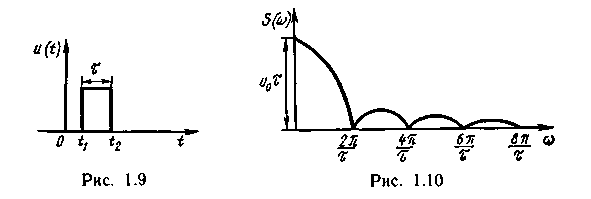 u(t)
τ
0 t₁ t₂ t
Рис. 1.9
S(ω)
u₀τ
2π/τ 4π/τ 6π/τ 8π/τ ω
Рис. 1.10